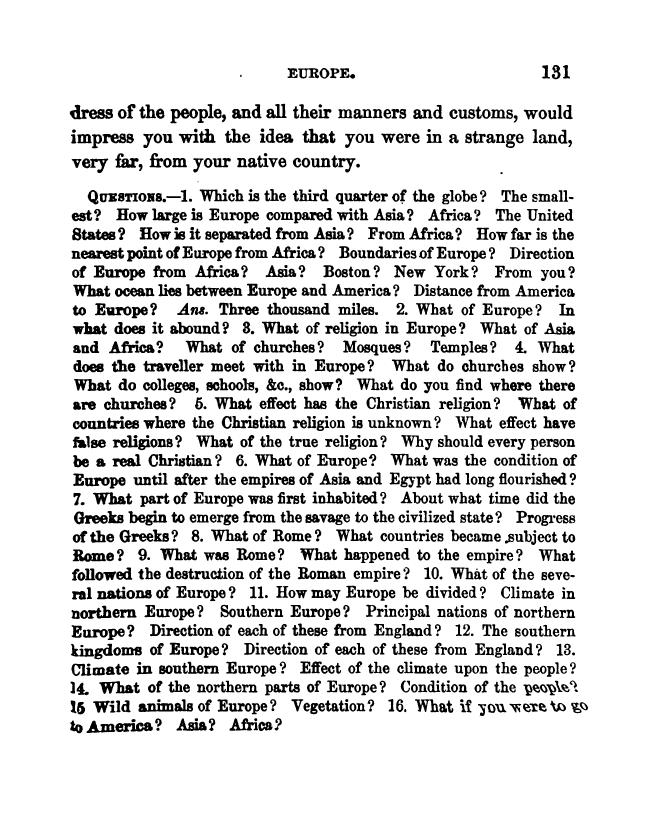 EUROPE. 131
dress of the people, and all their manners and customs, would
impress you with the idea that you were in a strange land,
very far, from your native country.
QUESTIONS.—1. Which is the third quarter of the globe? The small-
est? How large is Europe compared with Asia? Africa? The United
States? How is it separated from Asia? From Africa? How far is the
nearest point of Europe from Africa? Boundaries of Europe? Direction
of Europe from Africa? Asia? Boston? New York? From you?
What ocean lies between Europe and America? Distance from America
to Europe? Ans. Three thousand miles. 2. What of Europe? In
what does it abound? 3. What of religion in Europe? What of Asia
and Africa? What of churches? Mosques? Temples? 4. What
does the traveller meet with in Europe? What do churches show?
What do colleges, schools, &c., show? What do you find where there
are churches? 5. What effect has the Christian religion? What of
countries where the Christian religion is unknown? What effect have
false religions? What of the true religion? Why should every person
be a real Christian? 6. What of Europe? What was the condition of
Europe until after the empires of Asia and Egypt had long flourished?
7. What part of Europe was first inhabited? About what time did the
Greeks begin to emerge from the savage to the civilized state? Progress
of the Greeks? 8. What of Rome? What countries became subject to
Rome? 9. What was Rome? What happened to the empire? What
followed the destruction of the Roman empire? 10. What of the seve-
ral nations of Europe? 11. How may Europe be divided? Climate in
northern Europe? Southern Europe? Principal nations of northern
Europe? Direction of each of these from England? 12. The southern
kingdoms of Europe? Direction of each of these from England? 13.
Climate in southern Europe? Effect of the climate upon the people?
14. What of the northern parts of Europe? Condition of the people?
15 Wild animals of Europe? Vegetation? 16. What if you were to go
to America? Asia? Africa?